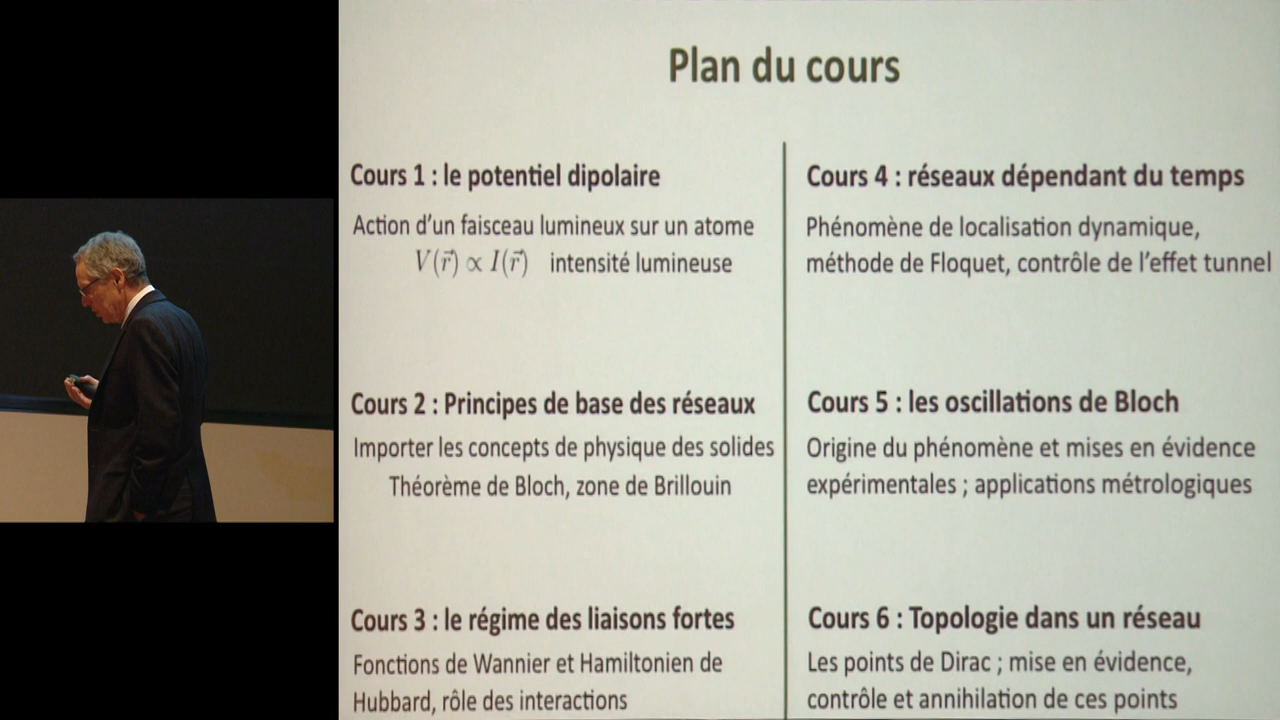 Plan du cours
Cours 1 : le potentiel dipolaire
Action d'un faisceau lumineux sur un atome
V(r⃗) ∝ I(r⃗) intensité lumineuse
Cours 2 : Principes de base des réseaux
Importer les concepts de physique des solides
Théorème de Bloch, zone de Brillouin
Cours 3 : le régime des liaisons fortes
Fonctions de Wannier et Hamiltonien de
Hubbard, rôle des interactions
Cours 4 : réseaux dépendant du temps
Phénomène de localisation dynamique,
méthode de Floquet, contrôle de l'effet tunnel
Cours 5 : les oscillations de Bloch
Origine du phénomène et mises en évidence
expérimentales ; applications métrologiques
Cours 6 : Topologie dans un réseau
Les points de Dirac ; mise en évidence,
contrôle et annihilation de ces points